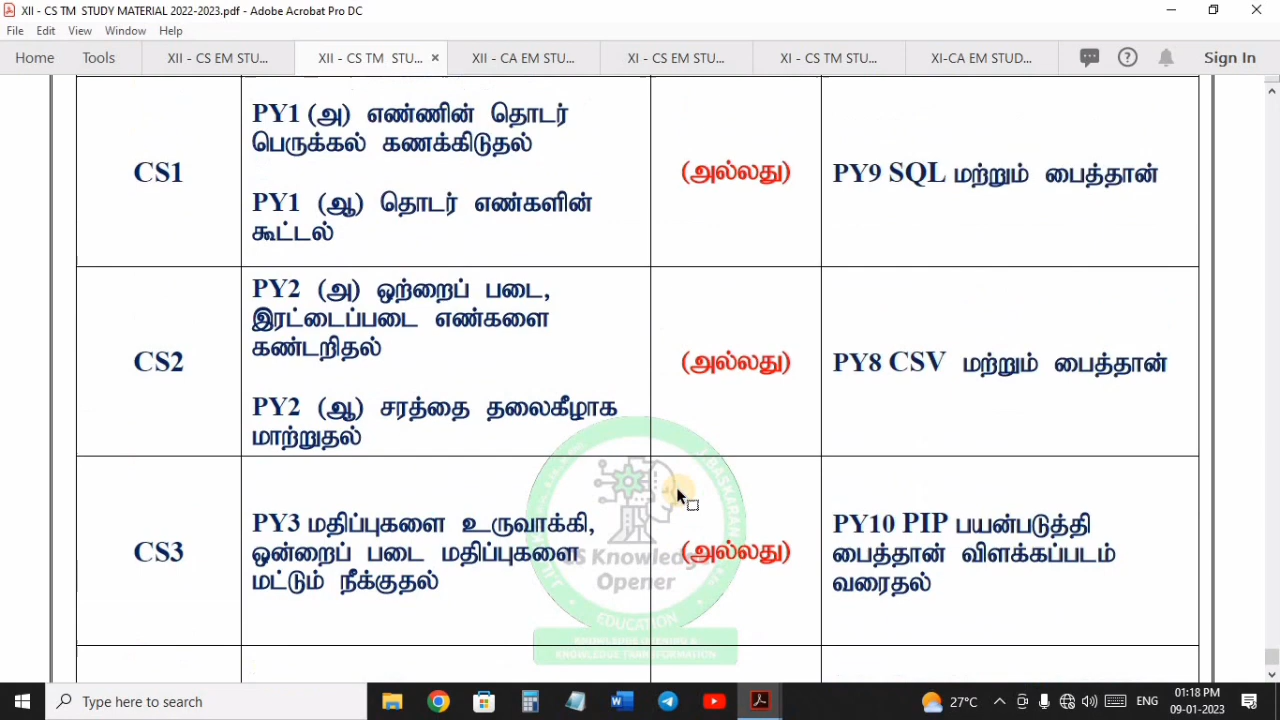 XII - CS TM STUDY MATERIAL 2022-2023.pdf - Adobe Acrobat Pro DC
File Edit View Window Help
Home Tools XII - CS EM STU... XII - CS TM STU... XII - CA EM STU... XI - CS EM STU... XI - CS TM STU... XI-CA EM STUD... Sign In
CS1
PY1 (அ) எண்ணின் தொடர்
பெருக்கல் கணக்கிடுதல்
PY1 (ஆ) தொடர் எண்களின்
கூட்டல்
(அல்லது)
PY9 SQL மற்றும் பைத்தான்
CS2
PY2 (அ) ஒற்றைப் படை,
இரட்டைப்படை எண்களை
கண்டறிதல்
PY2 (ஆ) சரத்தை தலைகீழாக
மாற்றுதல்
(அல்லது)
PY8 CSV மற்றும் பைத்தான்
CS3
PY3 மதிப்புகளை உருவாக்கி,
ஒன்றைப் படை மதிப்புகளை
மட்டும் நீக்குதல்
(அல்லது)
PY10 PIP பயன்படுத்தி
பைத்தான் விளக்கப்படம்
வரைதல்
BASKARAN
CS Knowledge
Opener
EDUCATION
Type here to search
27°C
ENG
01:18 PM
09-01-2023